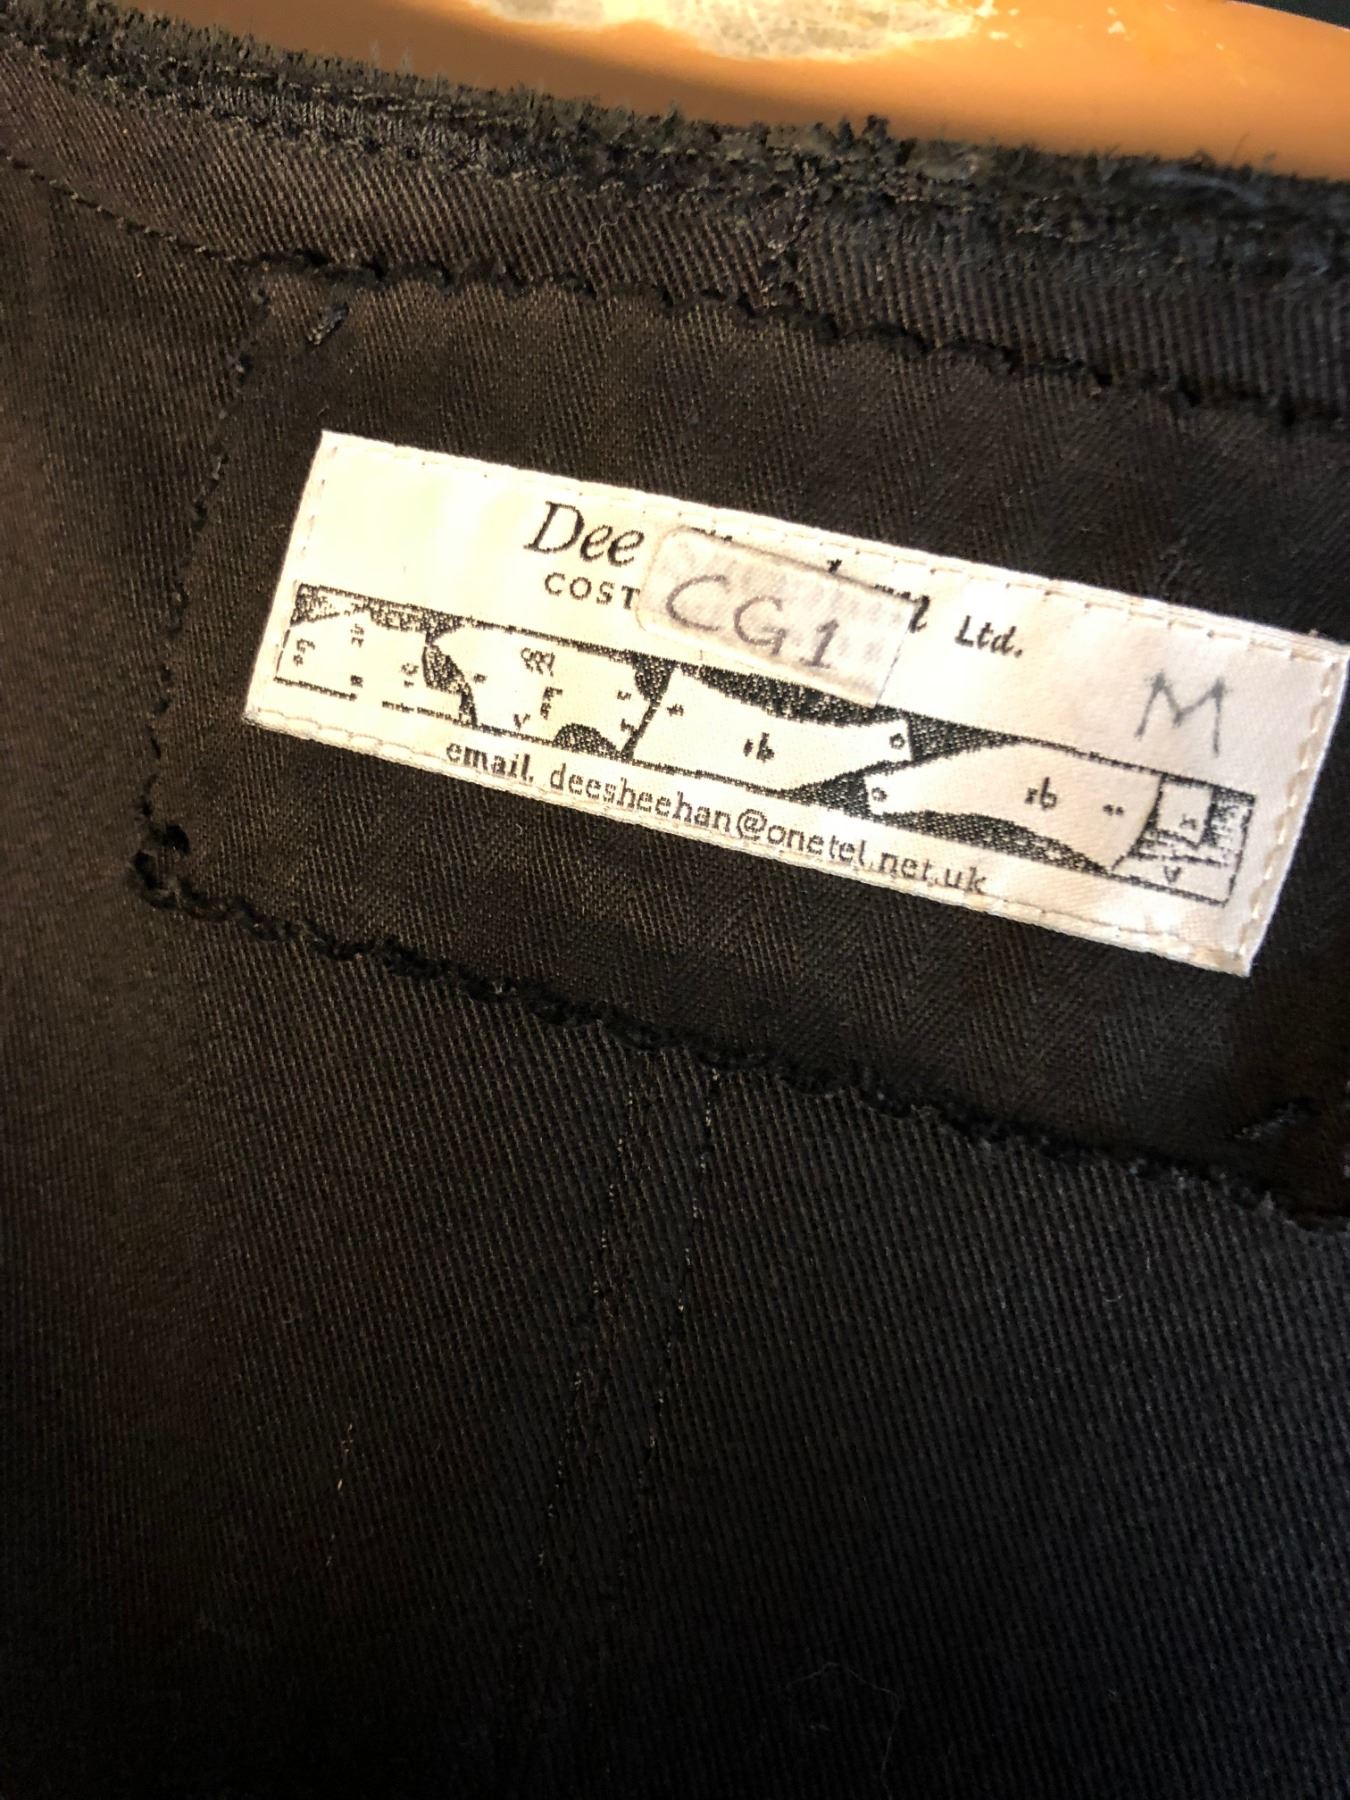 Dee Ltd.
COST
CG1
M
email. deesheehan@onetel.net.uk